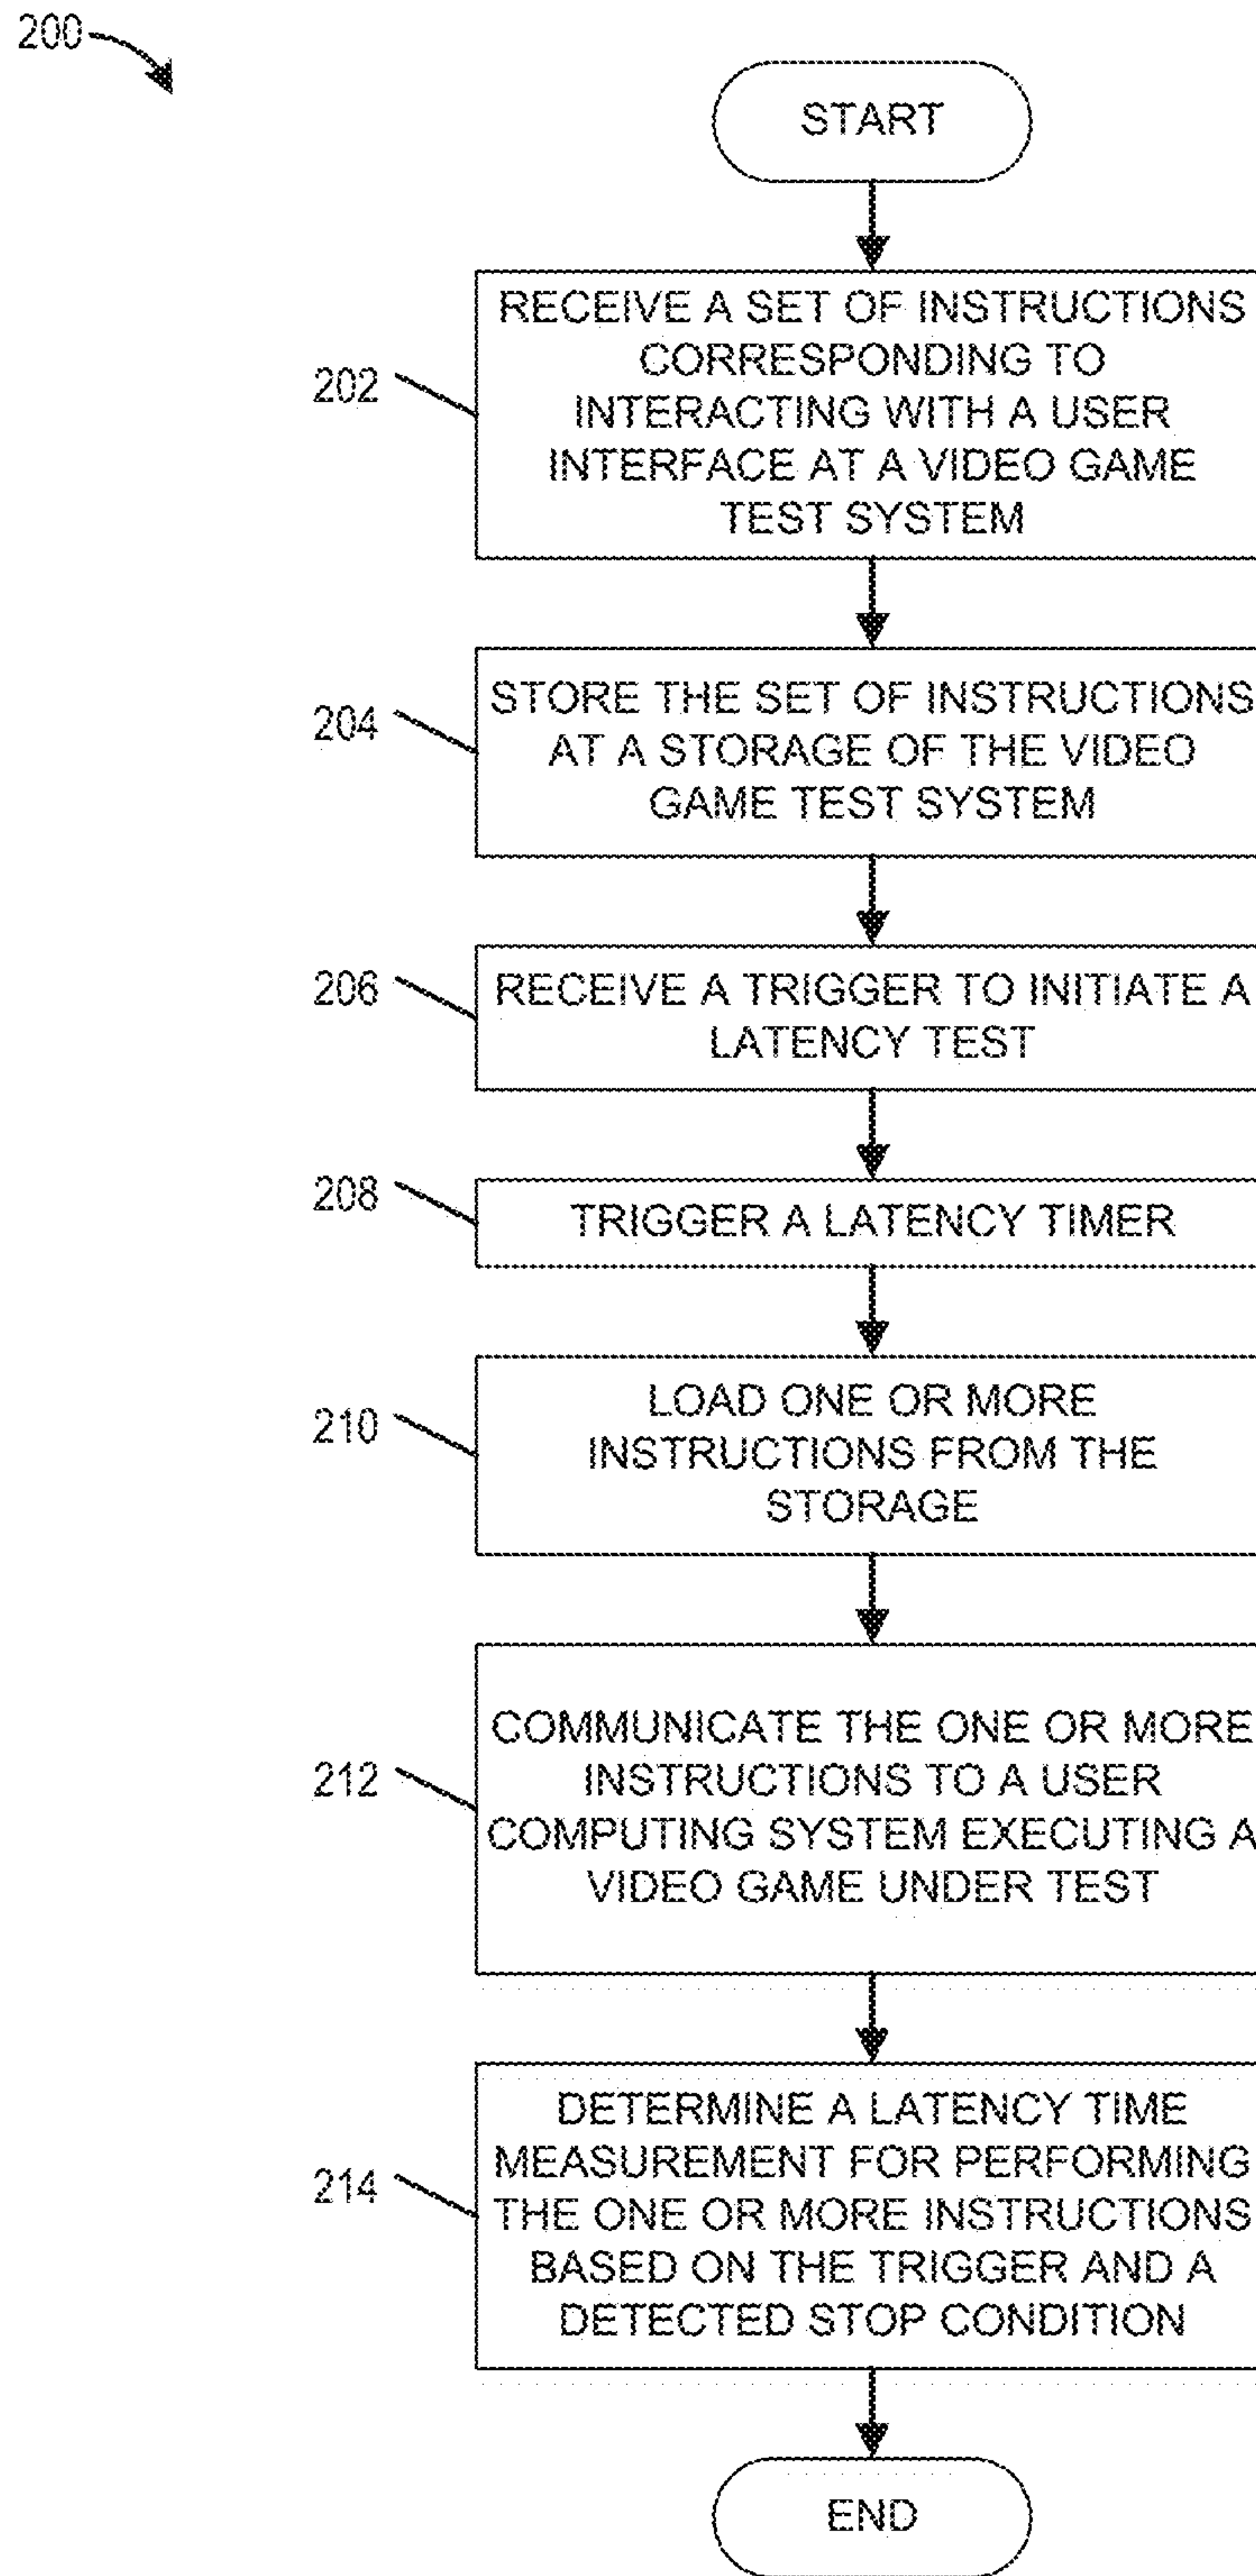 200
START
202
RECEIVE A SET OF INSTRUCTIONS
CORRESPONDING TO
INTERACTING WITH A USER
INTERFACE AT A VIDEO GAME
TEST SYSTEM
204
STORE THE SET OF INSTRUCTIONS
AT A STORAGE OF THE VIDEO
GAME TEST SYSTEM
206
RECEIVE A TRIGGER TO INITIATE A
LATENCY TEST
208
TRIGGER A LATENCY TIMER
210
LOAD ONE OR MORE
INSTRUCTIONS FROM THE
STORAGE
212
COMMUNICATE THE ONE OR MORE
INSTRUCTIONS TO A USER
COMPUTING SYSTEM EXECUTING A
VIDEO GAME UNDER TEST
214
DETERMINE A LATENCY TIME
MEASUREMENT FOR PERFORMING
THE ONE OR MORE INSTRUCTIONS
BASED ON THE TRIGGER AND A
DETECTED STOP CONDITION
END